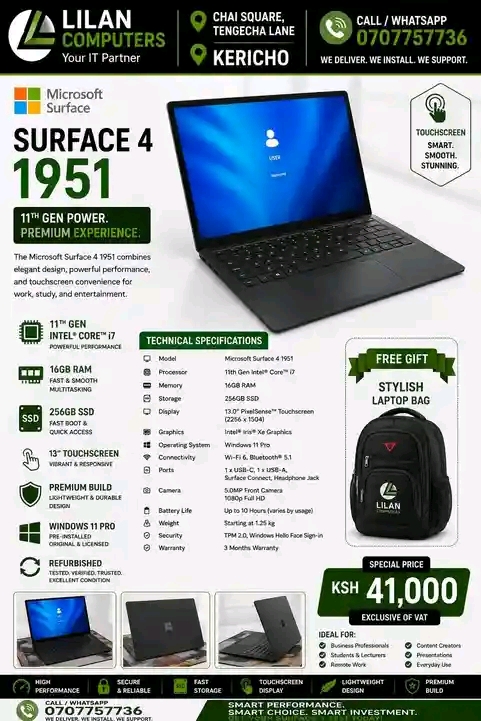 LILAN
COMPUTERS
Your IT Partner
CHAI SQUARE,
TENGECHA LANE
KERICHO
CALL / WHATSAPP
0707757736
WE DELIVER. WE INSTALL. WE SUPPORT.
Microsoft
Surface
SURFACE 4
1951
11TH GEN POWER.
PREMIUM EXPERIENCE.
The Microsoft Surface 4 1951 combines
elegant design, powerful performance,
and touchscreen convenience for
work, study, and entertainment.
USER
TOUCHSCREEN
SMART.
SMOOTH.
STUNNING.
11TH GEN
INTEL® CORE™ i7
POWERFUL PERFORMANCE
16GB RAM
FAST & SMOOTH
MULTITASKING
SSD
256GB SSD
FAST BOOT &
QUICK ACCESS
13" TOUCHSCREEN
VIBRANT & RESPONSIVE
PREMIUM BUILD
LIGHTWEIGHT & DURABLE
DESIGN
WINDOWS 11 PRO
PRE-INSTALLED
ORIGINAL & LICENSED
REFURBISHED
TESTED. VERIFIED. TRUSTED.
EXCELLENT CONDITION
TECHNICAL SPECIFICATIONS
Model Microsoft Surface 4 1951
Processor 11th Gen Intel® Core™ i7
Memory 16GB RAM
Storage 256GB SSD
Display 13.0" PixelSense™ Touchscreen
(2256 x 1504)
Graphics Intel® Iris® Xe Graphics
Operating System Windows 11 Pro
Connectivity Wi-Fi 6, Bluetooth® 5.1
Ports 1 x USB-C, 1 x USB-A,
Surface Connect, Headphone Jack
Camera 5.0MP Front Camera
1080p Full HD
Battery Life Up to 10 Hours (varies by usage)
Weight Starting at 1.25 kg
Security TPM 2.0, Windows Hello Face Sign-in
Warranty 3 Months Warranty
FREE GIFT
STYLISH
LAPTOP BAG
LILAN
COMPUTERS
SPECIAL PRICE
KSH 41,000
EXCLUSIVE OF VAT
IDEAL FOR:
Business Professionals
Students & Lecturers
Remote Work
Content Creators
Presentations
Everyday Use
HIGH
PERFORMANCE
SECURE
& RELIABLE
FAST
STORAGE
TOUCHSCREEN
DISPLAY
LIGHTWEIGHT
DESIGN
PREMIUM
BUILD
CALL / WHATSAPP
0707757736
WE DELIVER. WE INSTALL. WE SUPPORT.
SMART PERFORMANCE.
SMART CHOICE. SMART INVESTMENT.